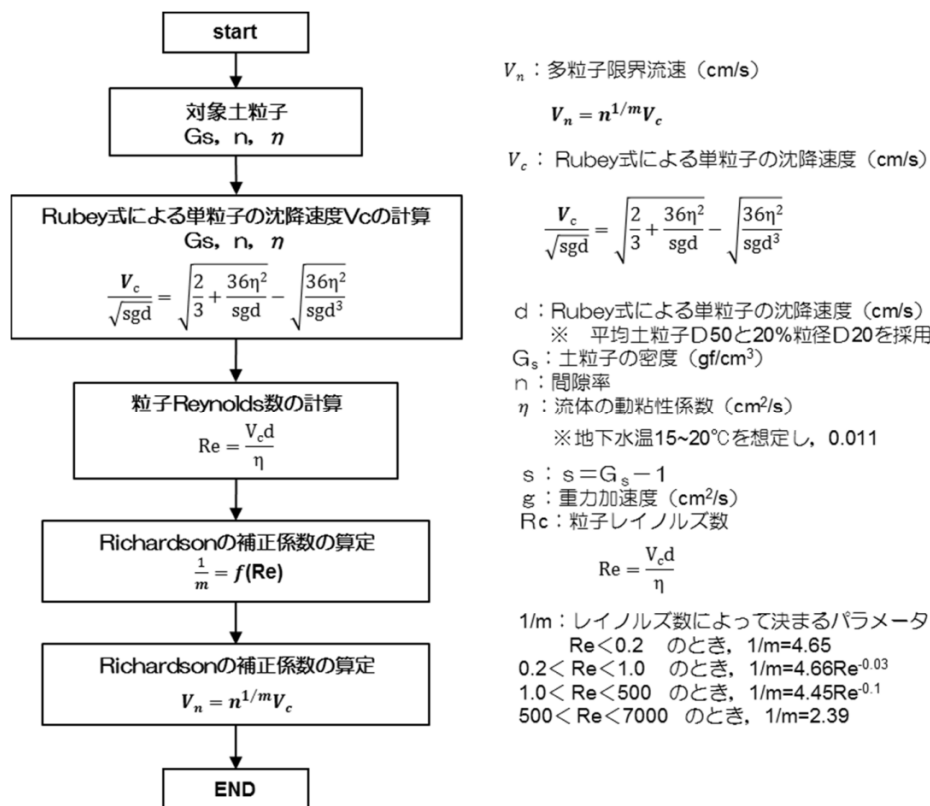 start
対象土粒子
Gs, n, η
Rubey式による単粒子の沈降速度Vcの計算
Gs, n, η
V_c/√(sgd) = √(2/3 + 36η²/sgd) − √(36η²/sgd³)
粒子Reynolds数の計算
Re = V_c d/η
Richardsonの補正係数の算定
1/m = f(Re)
Richardsonの補正係数の算定
V_n = n^{1/m}V_c
END
V_n：多粒子限界流速（cm/s）
V_n = n^{1/m}V_c
V_c： Rubey式による単粒子の沈降速度（cm/s）
V_c/√(sgd) = √(2/3 + 36η²/sgd) − √(36η²/sgd³)
d：Rubey式による単粒子の沈降速度（cm/s）
※ 平均土粒子D50と20%粒径D20を採用
G_s：土粒子の密度（gf/cm³）
n：間隙率
η：流体の動粘性係数（cm²/s）
※地下水温15~20℃を想定し，0.011
s：s＝G_s－1
g：重力加速度（cm²/s）
Rc：粒子レイノルズ数
Re = V_c d/η
1/m：レイノルズ数によって決まるパラメータ
Re＜0.2 のとき，1/m=4.65
0.2＜Re＜1.0 のとき，1/m=4.66Re^{-0.03}
1.0＜Re＜500 のとき，1/m=4.45Re^{-0.1}
500＜Re＜7000 のとき，1/m=2.39